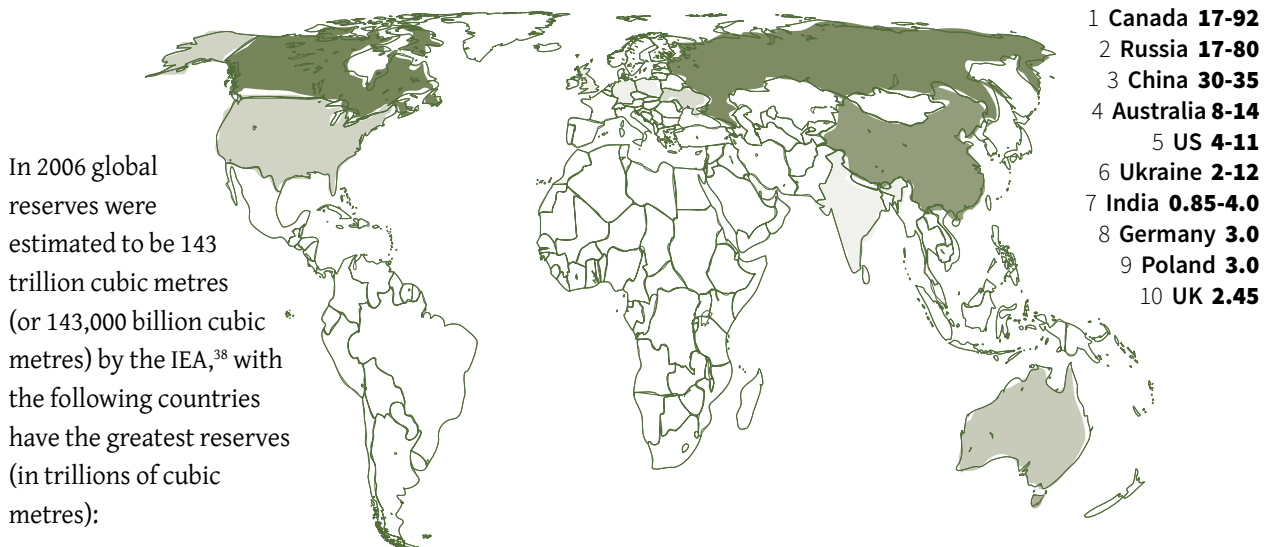 In 2006 global
reserves were
estimated to be 143
trillion cubic metres
(or 143,000 billion cubic
metres) by the IEA,³⁸ with
the following countries
have the greatest reserves
(in trillions of cubic
metres):
1 Canada 17-92
2 Russia 17-80
3 China 30-35
4 Australia 8-14
5 US 4-11
6 Ukraine 2-12
7 India 0.85-4.0
8 Germany 3.0
9 Poland 3.0
10 UK 2.45